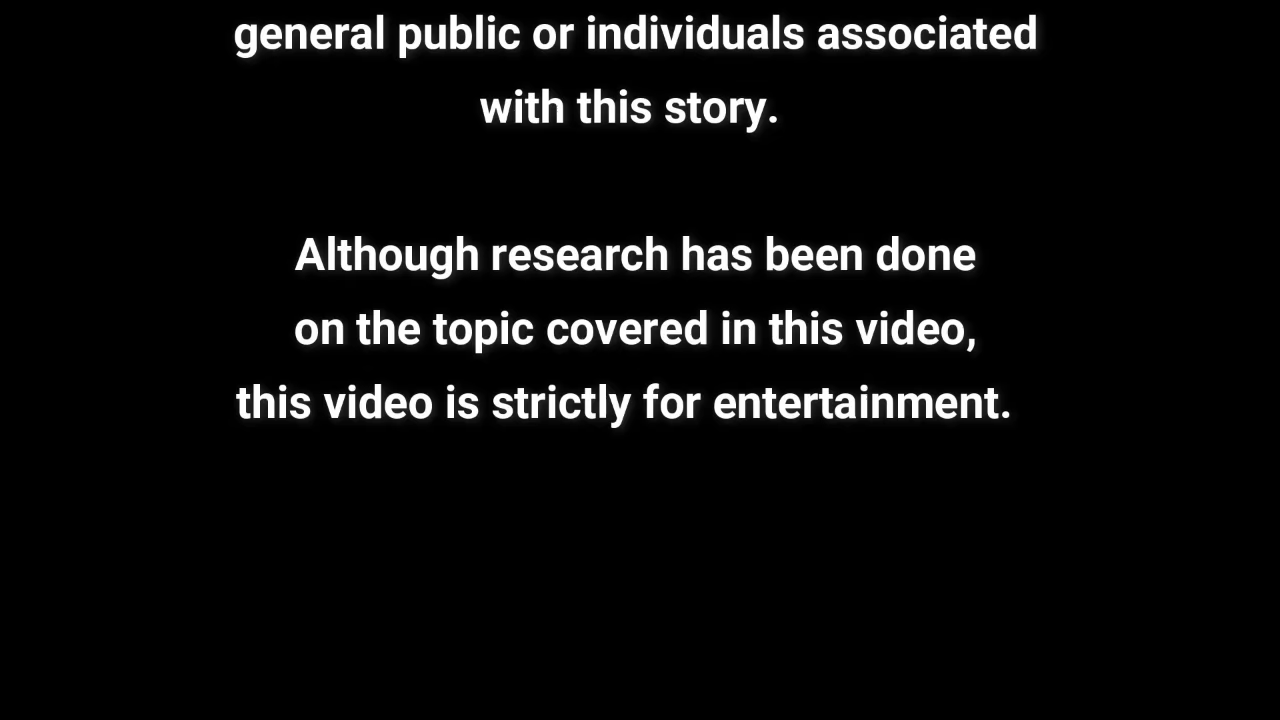 general public or individuals associated
with this story.
Although research has been done
on the topic covered in this video,
this video is strictly for entertainment.